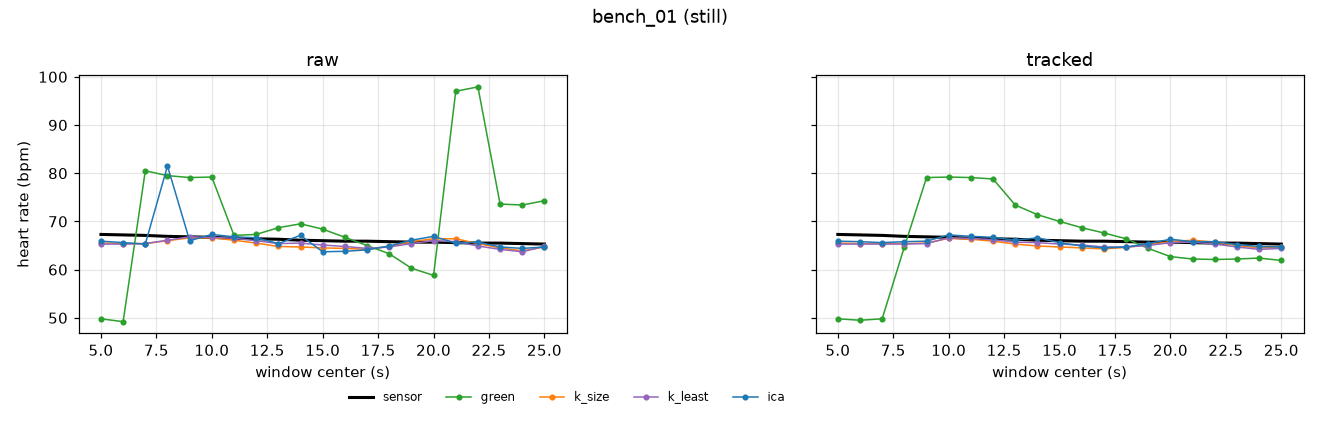 bench_01 (still)
raw
tracked
heart rate (bpm)
100
90
80
70
60
50
5.0 7.5 10.0 12.5 15.0 17.5 20.0 22.5 25.0
5.0 7.5 10.0 12.5 15.0 17.5 20.0 22.5 25.0
window center (s)
window center (s)
sensor green k_size k_least ica